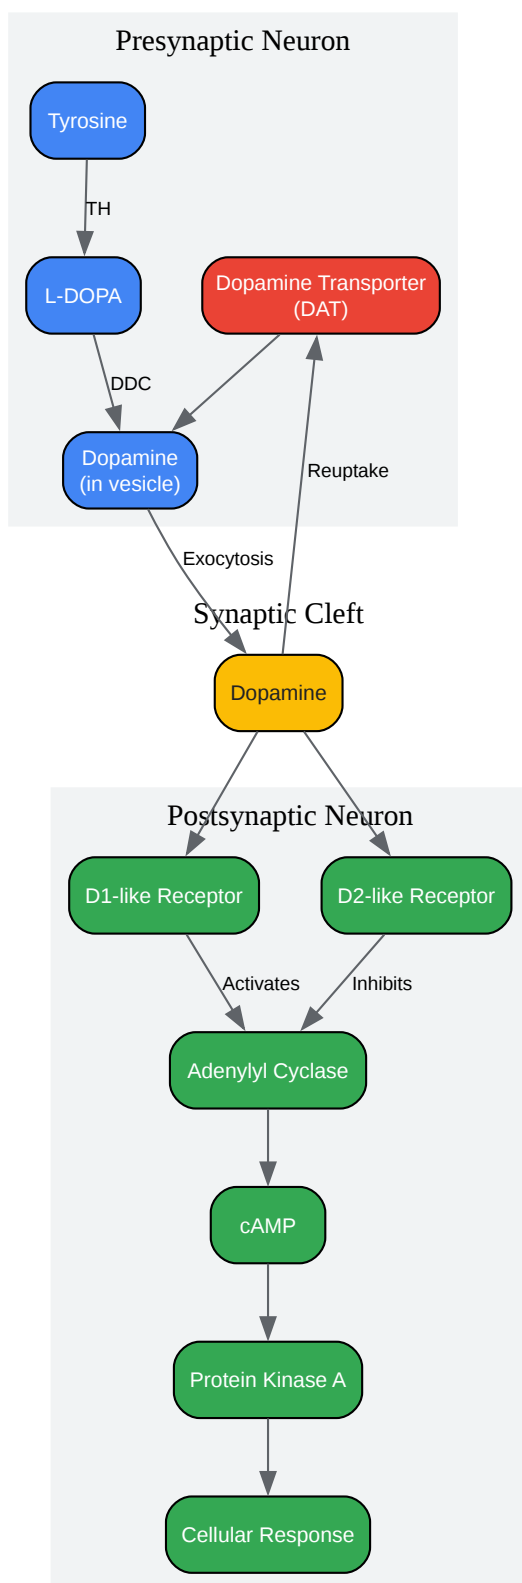 Presynaptic Neuron
Tyrosine
TH
L-DOPA
Dopamine Transporter
(DAT)
DDC
Dopamine
(in vesicle)
Reuptake
Exocytosis
Synaptic Cleft
Dopamine
Postsynaptic Neuron
D1-like Receptor
D2-like Receptor
Activates
Inhibits
Adenylyl Cyclase
cAMP
Protein Kinase A
Cellular Response